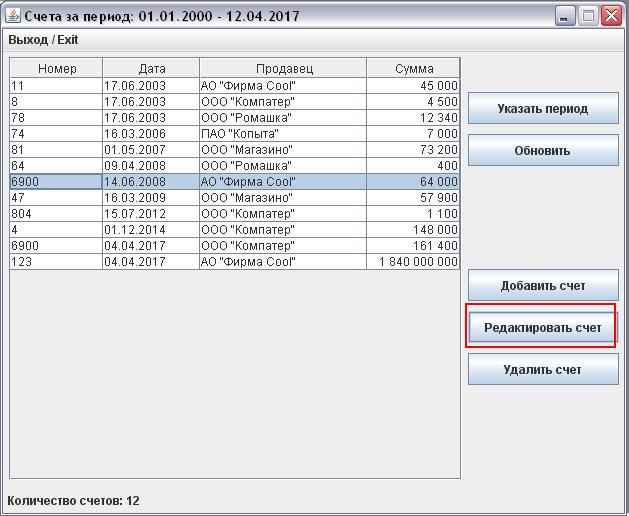 Счета за период: 01.01.2000 - 12.04.2017
Выход / Exit
Номер Дата Продавец Сумма
11 17.06.2003 АО "Фирма Cool" 45 000
8 17.06.2003 ООО "Компатер" 4 500
78 17.06.2003 ООО "Ромашка" 12 340
74 16.03.2006 ПАО "Копыта" 7 000
81 01.05.2007 ООО "Магазино" 73 200
64 09.04.2008 ООО "Ромашка" 400
6900 14.06.2008 АО "Фирма Cool" 64 000
47 16.03.2009 ООО "Магазино" 57 900
804 15.07.2012 ООО "Компатер" 1 100
4 01.12.2014 ООО "Компатер" 148 000
6900 04.04.2017 ООО "Компатер" 161 400
123 04.04.2017 АО "Фирма Cool" 1 840 000 000
Указать период
Обновить
Добавить счет
Редактировать счет
Удалить счет
Количество счетов: 12